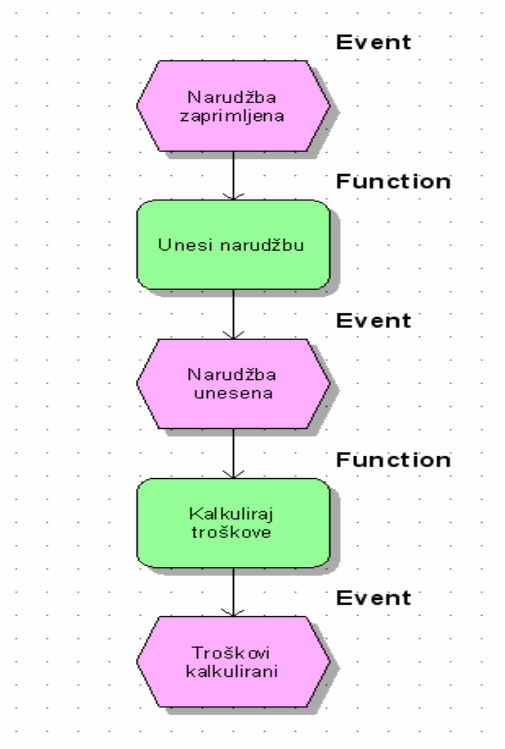 Event
Narudžba
zaprimljena
Function
Unesi narudžbu
Event
Narudžba
unesena
Function
Kalkuliraj
troškove
Event
Troškovi
kalkulirani